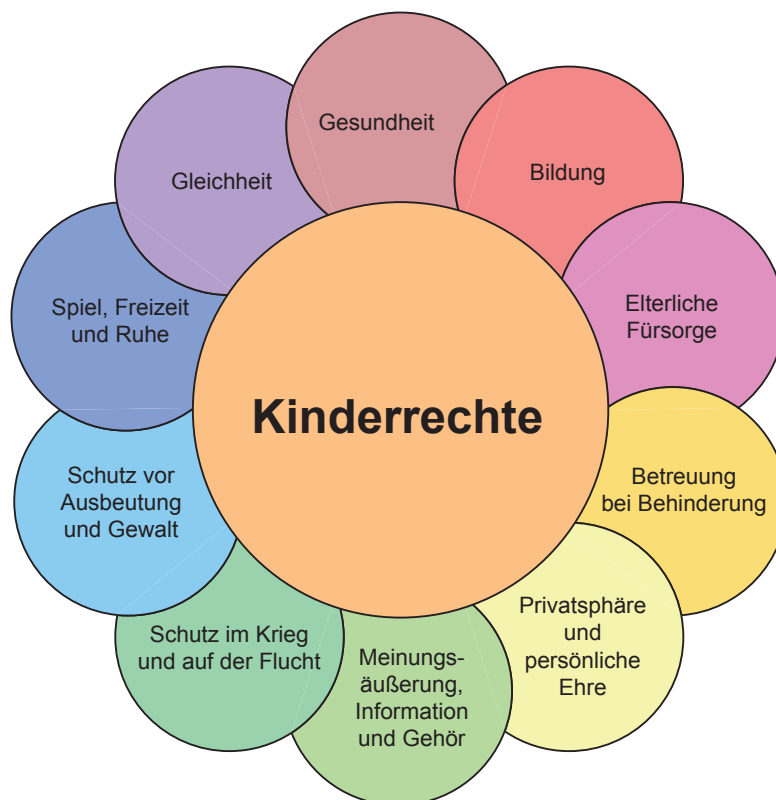 Gesundheit
Bildung
Elterliche
Fürsorge
Betreuung
bei Behinderung
Privatsphäre
und
persönliche
Ehre
Meinungs-
äußerung,
Information
und Gehör
Schutz im Krieg
und auf der Flucht
Schutz vor
Ausbeutung
und Gewalt
Spiel, Freizeit
und Ruhe
Gleichheit
Kinderrechte